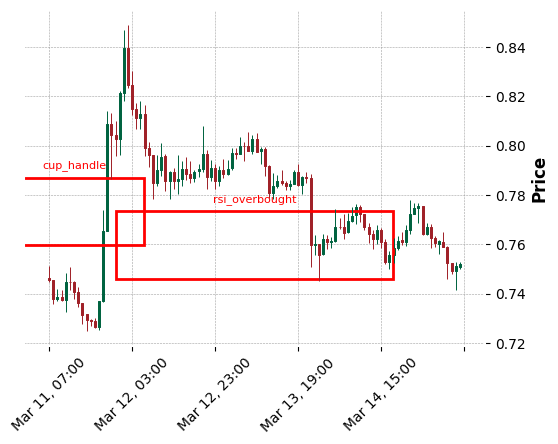 0.84
0.82
0.80
0.78
0.76
0.74
0.72
Price
cup_handle
rsi_overbought
Mar 11, 07:00
Mar 12, 03:00
Mar 12, 23:00
Mar 13, 19:00
Mar 14, 15:00